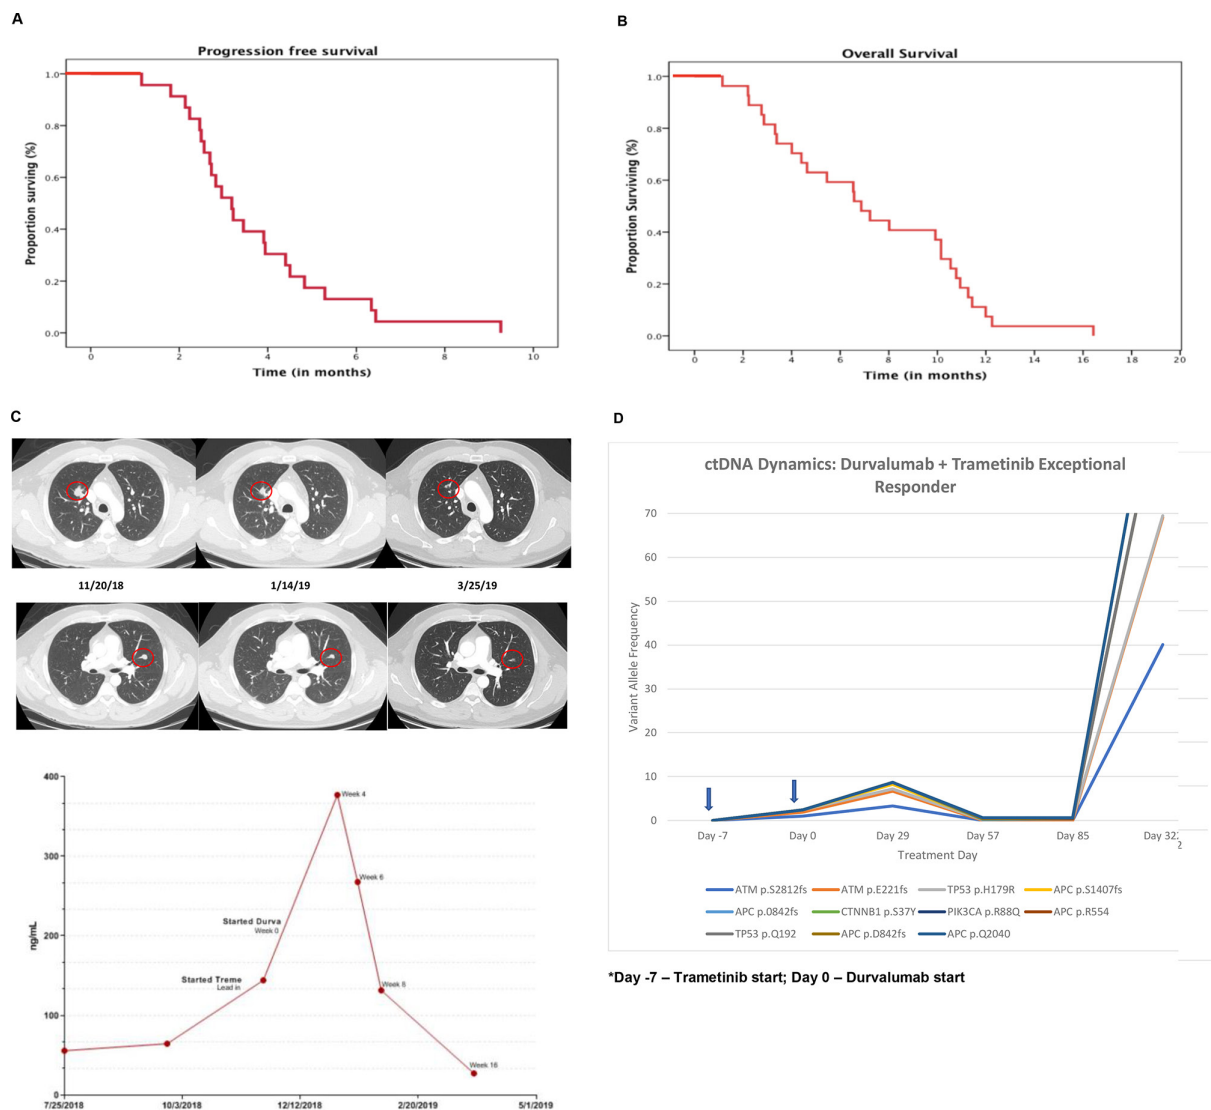 A
Progression free survival
Proportion surving (%)
1.0
0.8
0.6
0.4
0.2
0.0
0 2 4 6 8 10
Time (in months)
B
Overall Survival
Proportion Surviving (%)
1.0
0.8
0.6
0.4
0.2
0.0
0 2 4 6 8 10 12 14 16 18 20
Time (in months)
C
11/20/18 1/14/19 3/25/19
400
300
200
100
0
ng/mL
Week 4
Week 6
Started Durva
Week 0
Started Treme
Lead in
Week 8
Week 16
7/25/2018 10/3/2018 12/12/2018 2/20/2019 5/1/2019
D
ctDNA Dynamics: Durvalumab + Trametinib Exceptional
Responder
Variant Allele Frequency
70
60
50
40
30
20
10
0
Day -7 Day 0 Day 29 Day 57 Day 85 Day 322
Treatment Day
ATM p.S2812fs ATM p.E221fs TP53 p.H179R APC p.S1407fs
APC p.0842fs CTNNB1 p.S37Y PIK3CA p.R88Q APC p.R554
TP53 p.Q192 APC p.D842fs APC p.Q2040
*Day -7 – Trametinib start; Day 0 – Durvalumab start